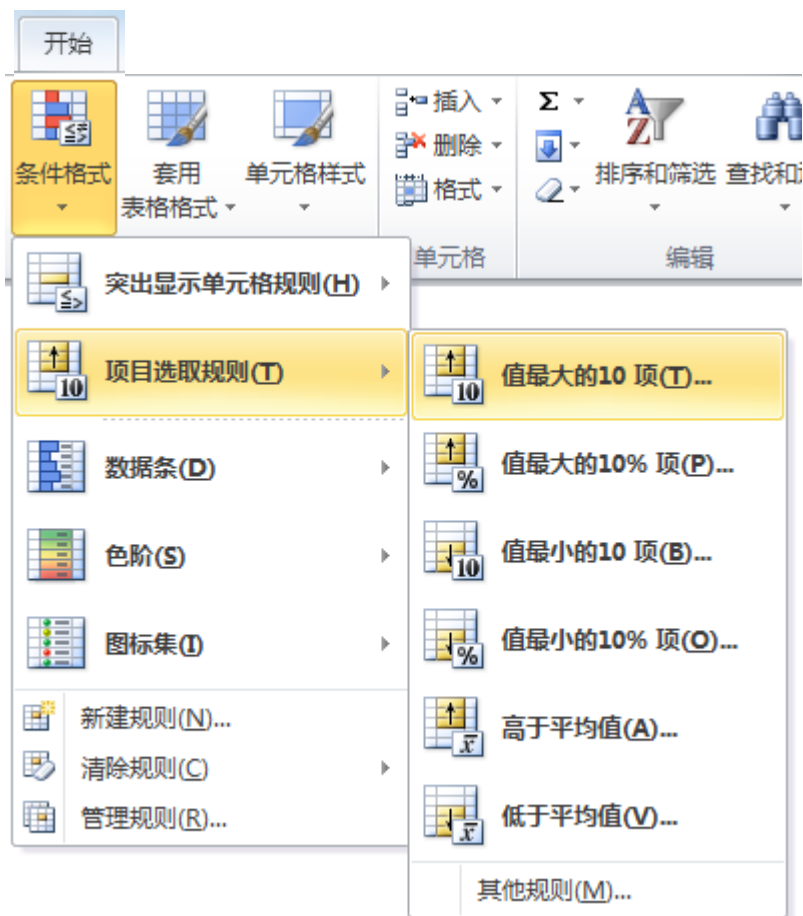 开始
条件格式
套用
表格格式
单元格样式
插入
删除
格式
Σ
排序和筛选
查找和
单元格
编辑
突出显示单元格规则(H)
项目选取规则(T)
数据条(D)
色阶(S)
图标集(I)
新建规则(N)...
清除规则(C)
管理规则(R)...
值最大的10 项(T)...
值最大的10% 项(P)...
值最小的10 项(B)...
值最小的10% 项(O)...
高于平均值(A)...
低于平均值(V)...
其他规则(M)...